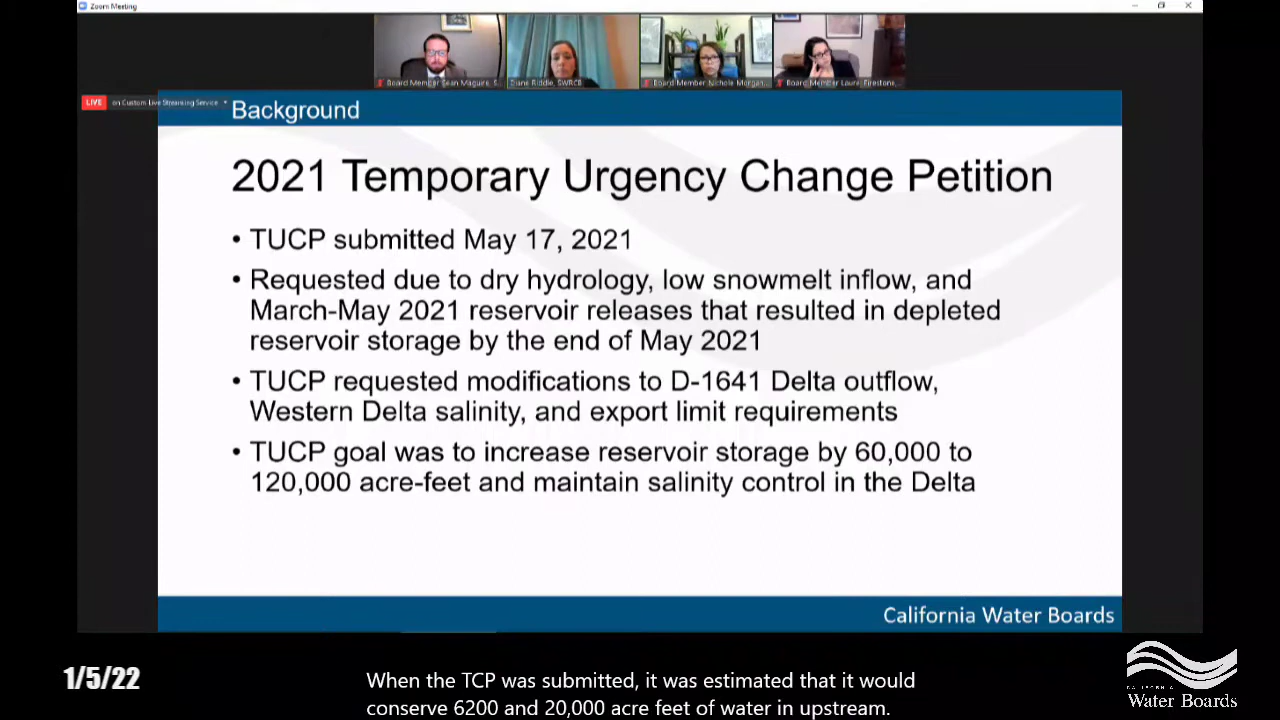 Zoom Meeting
Board Member Sean Maguire, S...
Diane Riddle, SWRCB
Board Member Nichole Morgan,...
Board Member Laurel Firestone,...
LIVE on Custom Live Streaming Service
Background
2021 Temporary Urgency Change Petition
• TUCP submitted May 17, 2021
• Requested due to dry hydrology, low snowmelt inflow, and
March-May 2021 reservoir releases that resulted in depleted
reservoir storage by the end of May 2021
• TUCP requested modifications to D-1641 Delta outflow,
Western Delta salinity, and export limit requirements
• TUCP goal was to increase reservoir storage by 60,000 to
120,000 acre-feet and maintain salinity control in the Delta
California Water Boards
1/5/22
When the TCP was submitted, it was estimated that it would
conserve 6200 and 20,000 acre feet of water in upstream.
CALIFORNIA
Water Boards